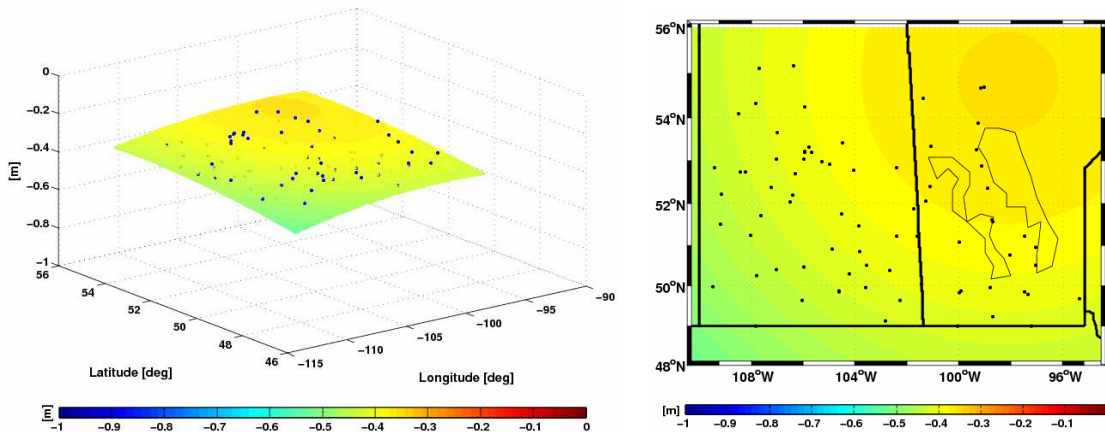 0
−0.2
−0.4
−0.6
−0.8
−1
[m]
56
54
52
50
48
46
−115
−110
−105
−100
−95
−90
Latitude [deg]
Longitude [deg]
[m]
−1 −0.9 −0.8 −0.7 −0.6 −0.5 −0.4 −0.3 −0.2 −0.1 0
56°N
54°N
52°N
50°N
48°N
108°W 104°W 100°W 96°W
[m]
−1 −0.9 −0.8 −0.7 −0.6 −0.5 −0.4 −0.3 −0.2 −0.1